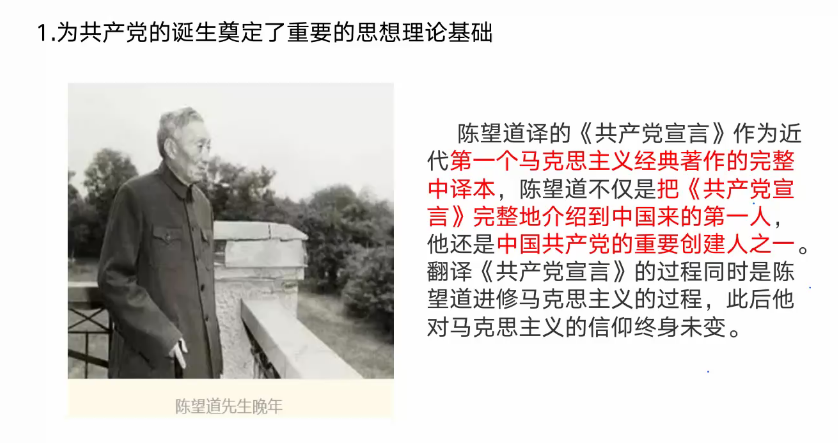 1.为共产党的诞生奠定了重要的思想理论基础
陈望道译的《共产党宣言》作为近
代第一个马克思主义经典著作的完整
中译本，陈望道不仅是把《共产党宣
言》完整地介绍到中国来的第一人，
他还是中国共产党的重要创建人之一。
翻译《共产党宣言》的过程同时是陈
望道进修马克思主义的过程，此后他
对马克思主义的信仰终身未变。
陈望道先生晚年